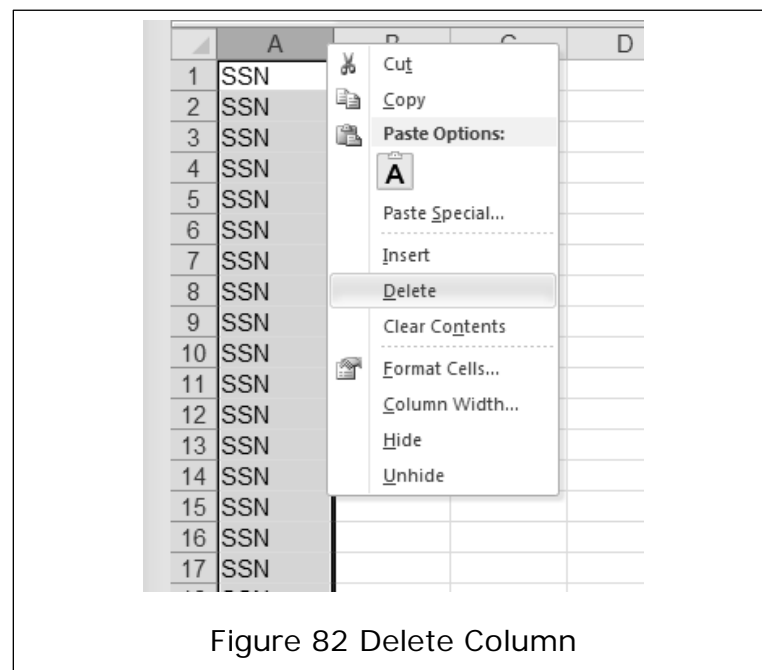 A D
1 SSN
2 SSN
3 SSN
4 SSN
5 SSN
6 SSN
7 SSN
8 SSN
9 SSN
10 SSN
11 SSN
12 SSN
13 SSN
14 SSN
15 SSN
16 SSN
17 SSN
Cut
Copy
Paste Options:
A
Paste Special...
Insert
Delete
Clear Contents
Format Cells...
Column Width...
Hide
Unhide
Figure 82 Delete Column